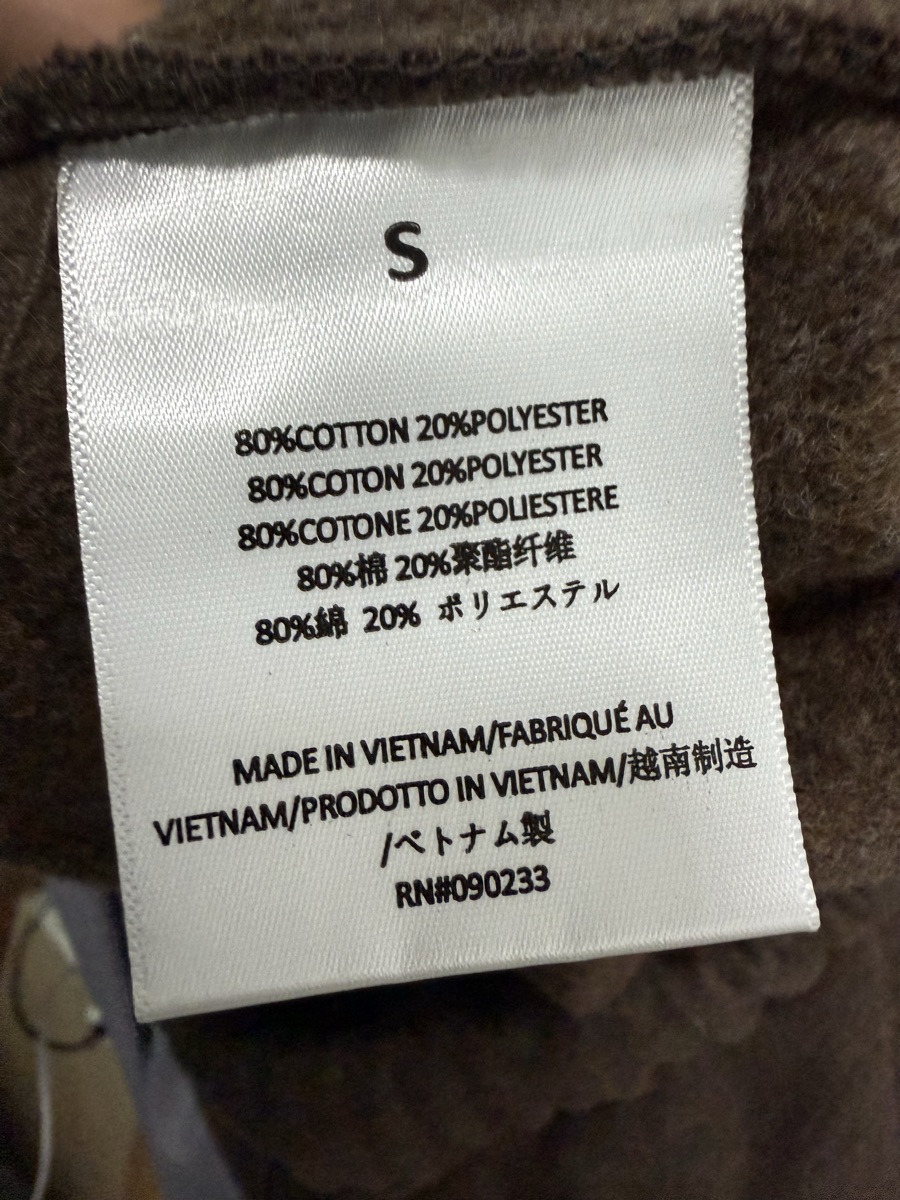 S
80%COTTON 20%POLYESTER
80%COTON 20%POLYESTER
80%COTONE 20%POLIESTERE
80%棉 20%聚酯纤维
80%綿 20% ポリエステル
MADE IN VIETNAM/FABRIQUÉ AU
VIETNAM/PRODOTTO IN VIETNAM/越南制造
/ベトナム製
RN#090233